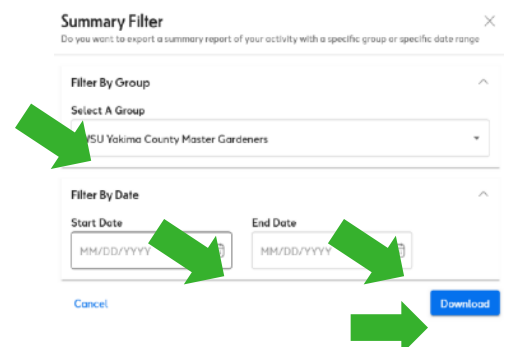 Summary Filter
Do you want to export a summary report of your activity with a specific group or specific date range
Filter By Group
Select A Group
WSU Yakima County Master Gardeners
Filter By Date
Start Date End Date
MM/DD/YYYY MM/DD/YYYY
Cancel Download